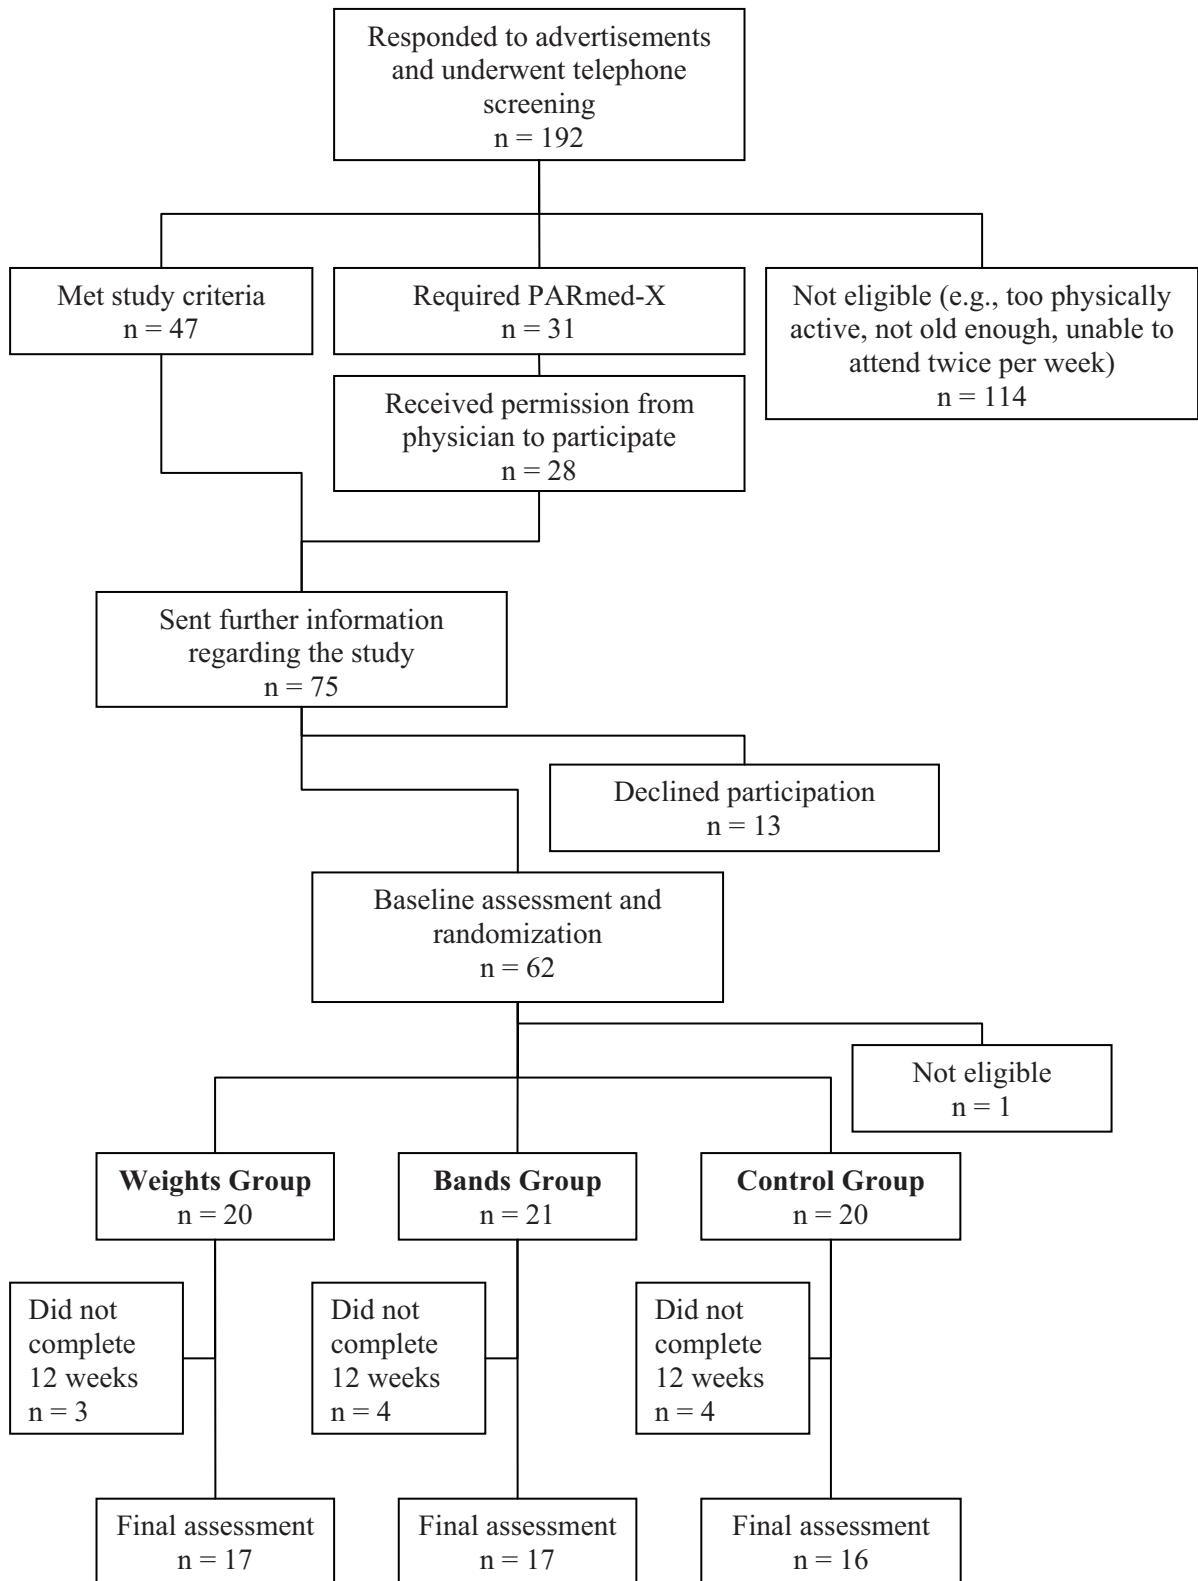 Responded to advertisements
and underwent telephone
screening
n = 192
Met study criteria
n = 47
Required PARmed-X
n = 31
Not eligible (e.g., too physically
active, not old enough, unable to
attend twice per week)
n = 114
Received permission from
physician to participate
n = 28
Sent further information
regarding the study
n = 75
Declined participation
n = 13
Baseline assessment and
randomization
n = 62
Not eligible
n = 1
Weights Group
n = 20
Bands Group
n = 21
Control Group
n = 20
Did not
complete
12 weeks
n = 3
Did not
complete
12 weeks
n = 4
Did not
complete
12 weeks
n = 4
Final assessment
n = 17
Final assessment
n = 17
Final assessment
n = 16